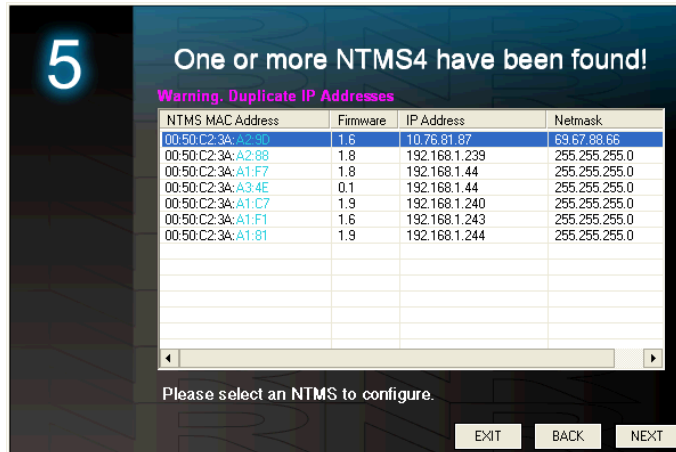 5
One or more NTMS4 have been found!
Warning. Duplicate IP Addresses
NTMS MAC Address Firmware IP Address Netmask
00:50:C2:3A:A2:9D 1.6 10.76.81.87 69.67.88.66
00:50:C2:3A:A2:88 1.8 192.168.1.239 255.255.255.0
00:50:C2:3A:A1:F7 1.8 192.168.1.44 255.255.255.0
00:50:C2:3A:A3:4E 0.1 192.168.1.44 255.255.255.0
00:50:C2:3A:A1:C7 1.9 192.168.1.240 255.255.255.0
00:50:C2:3A:A1:F1 1.6 192.168.1.243 255.255.255.0
00:50:C2:3A:A1:81 1.9 192.168.1.244 255.255.255.0
Please select an NTMS to configure.
EXIT BACK NEXT